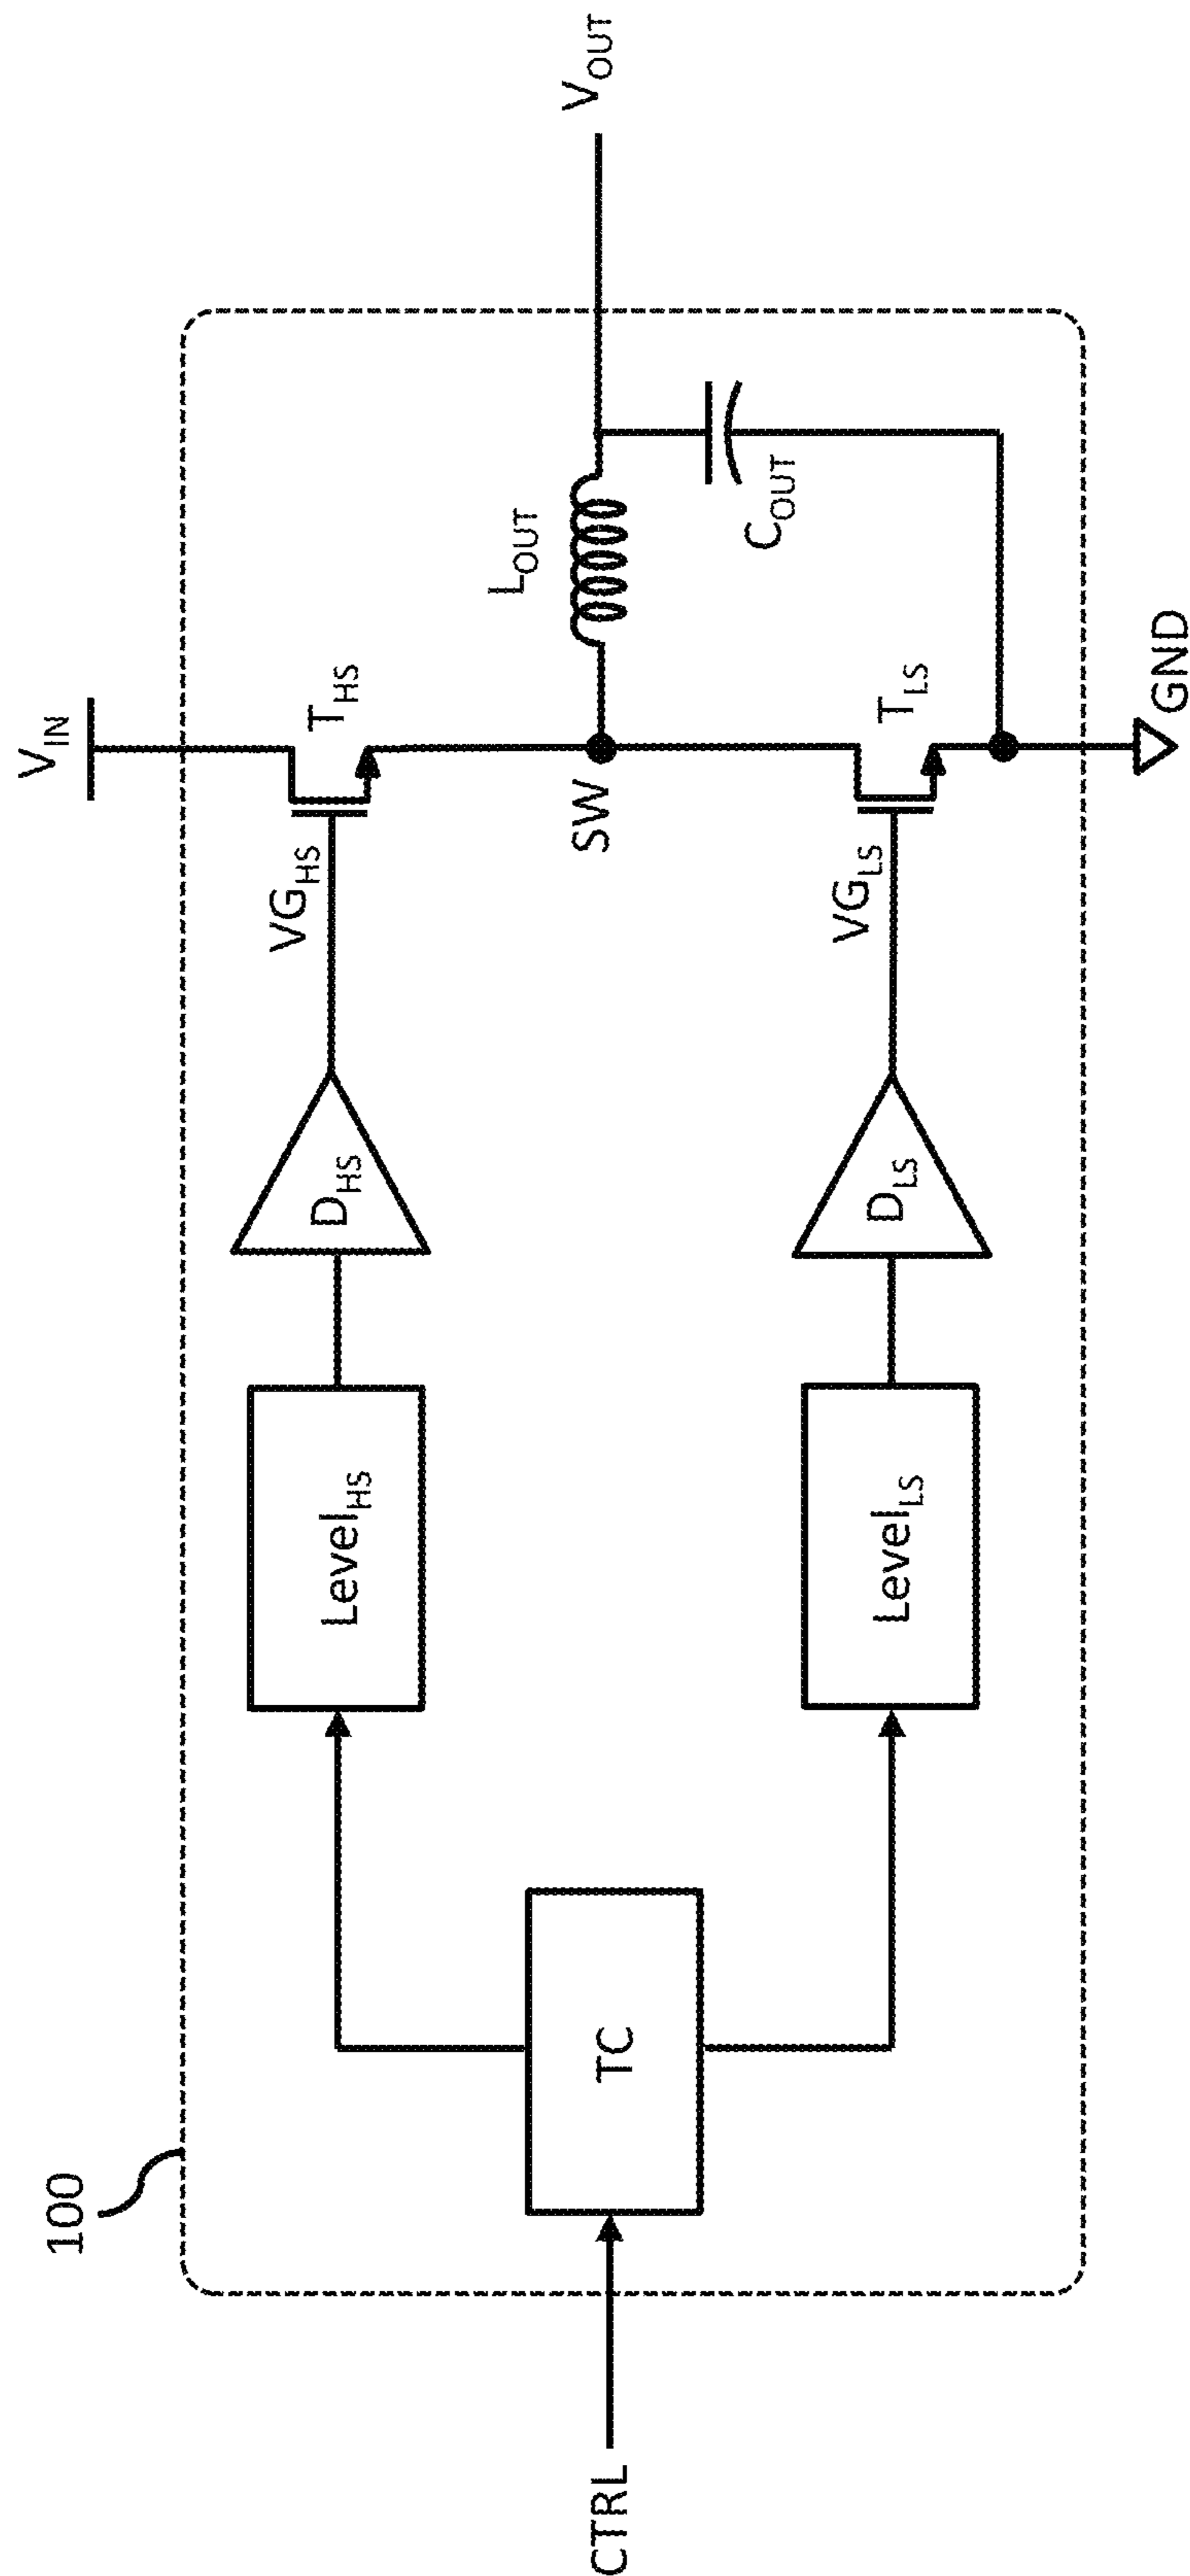 100
CTRL
TC
Level_HS
Level_LS
D_HS
D_LS
VG_HS
VG_LS
V_IN
T_HS
SW
T_LS
GND
L_OUT
C_OUT
V_OUT